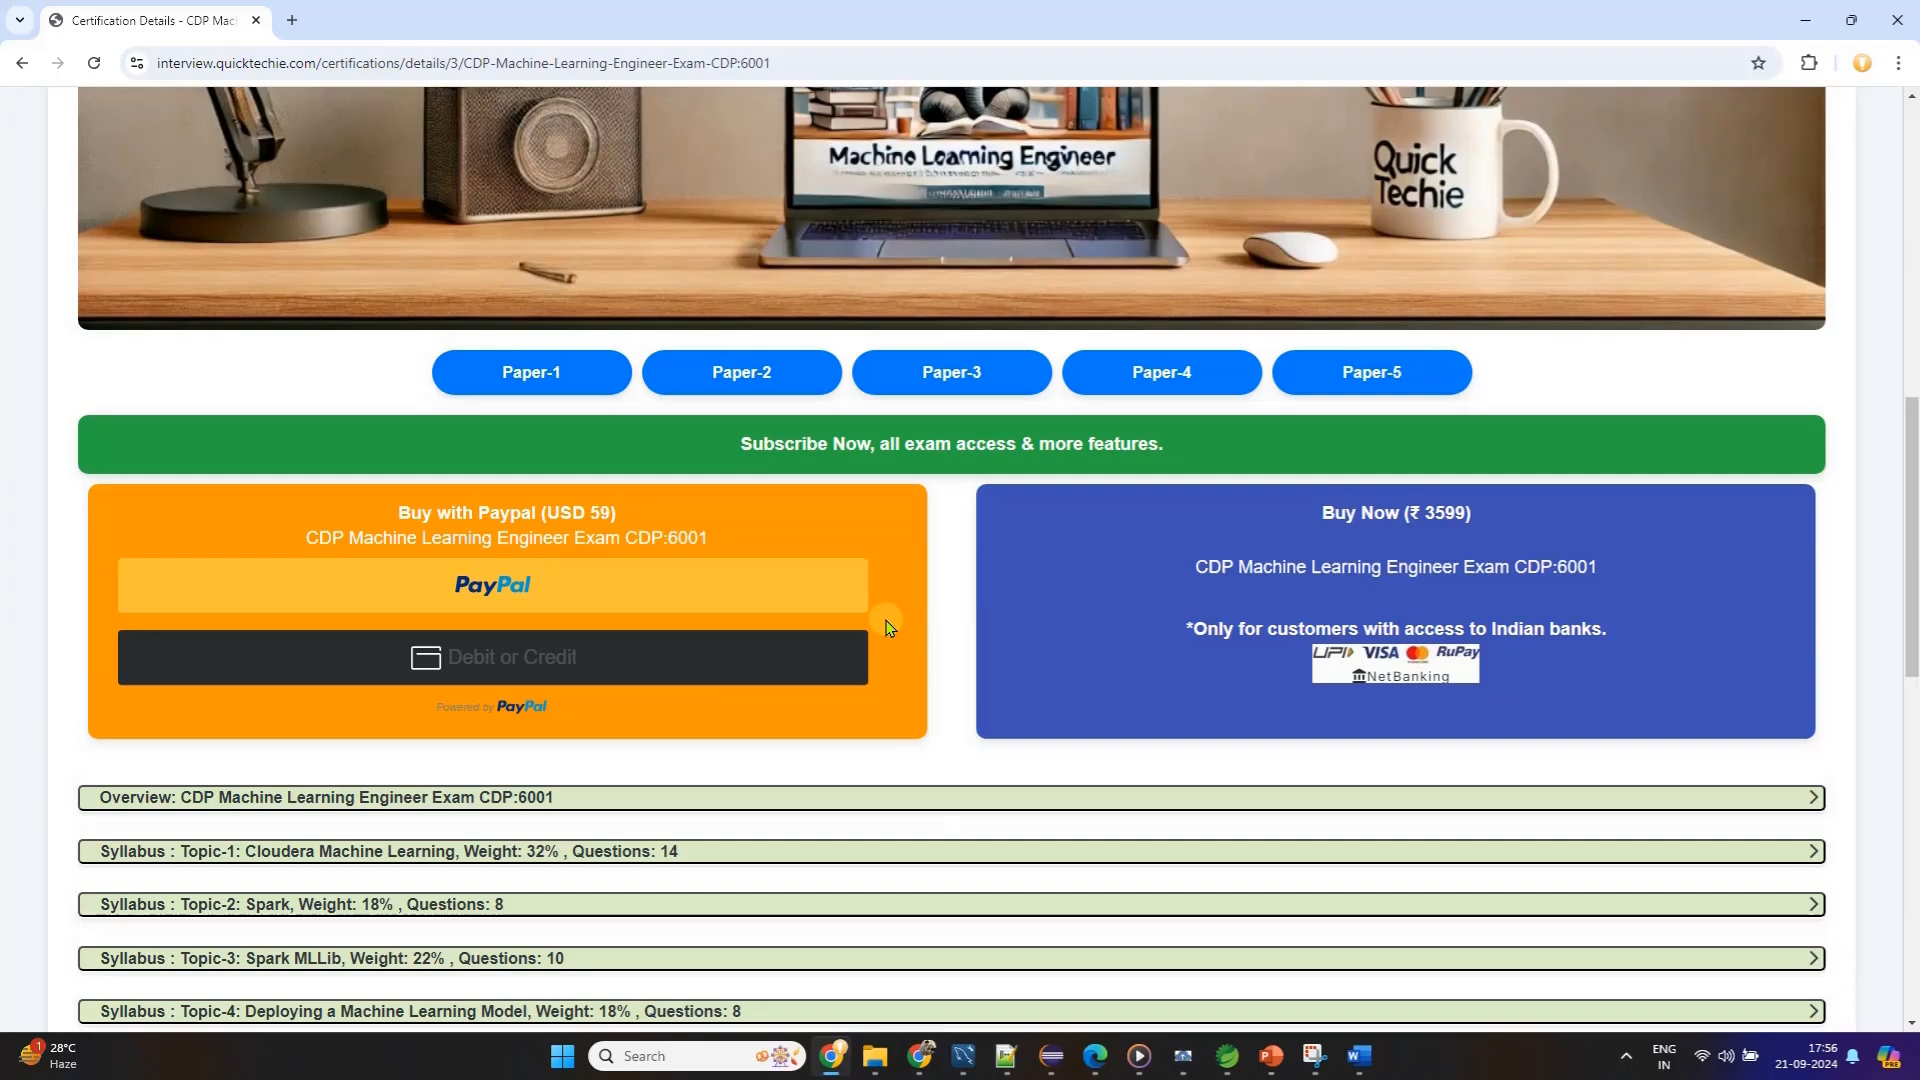 Certification Details - CDP Mac
interview.quicktechie.com/certifications/details/3/CDP-Machine-Learning-Engineer-Exam-CDP:6001
Machine Learning Engineer
Quick
Techie
Paper-1
Paper-2
Paper-3
Paper-4
Paper-5
Subscribe Now, all exam access & more features.
Buy with Paypal (USD 59)
CDP Machine Learning Engineer Exam CDP:6001
PayPal
Debit or Credit
Powered by PayPal
Buy Now (₹ 3599)
CDP Machine Learning Engineer Exam CDP:6001
*Only for customers with access to Indian banks.
UPI VISA RuPay
NetBanking
Overview: CDP Machine Learning Engineer Exam CDP:6001
Syllabus : Topic-1: Cloudera Machine Learning, Weight: 32% , Questions: 14
Syllabus : Topic-2: Spark, Weight: 18% , Questions: 8
Syllabus : Topic-3: Spark MLLib, Weight: 22% , Questions: 10
Syllabus : Topic-4: Deploying a Machine Learning Model, Weight: 18% , Questions: 8
1
28°C
Haze
Search
ENG
IN
17:56
21-09-2024
PRE